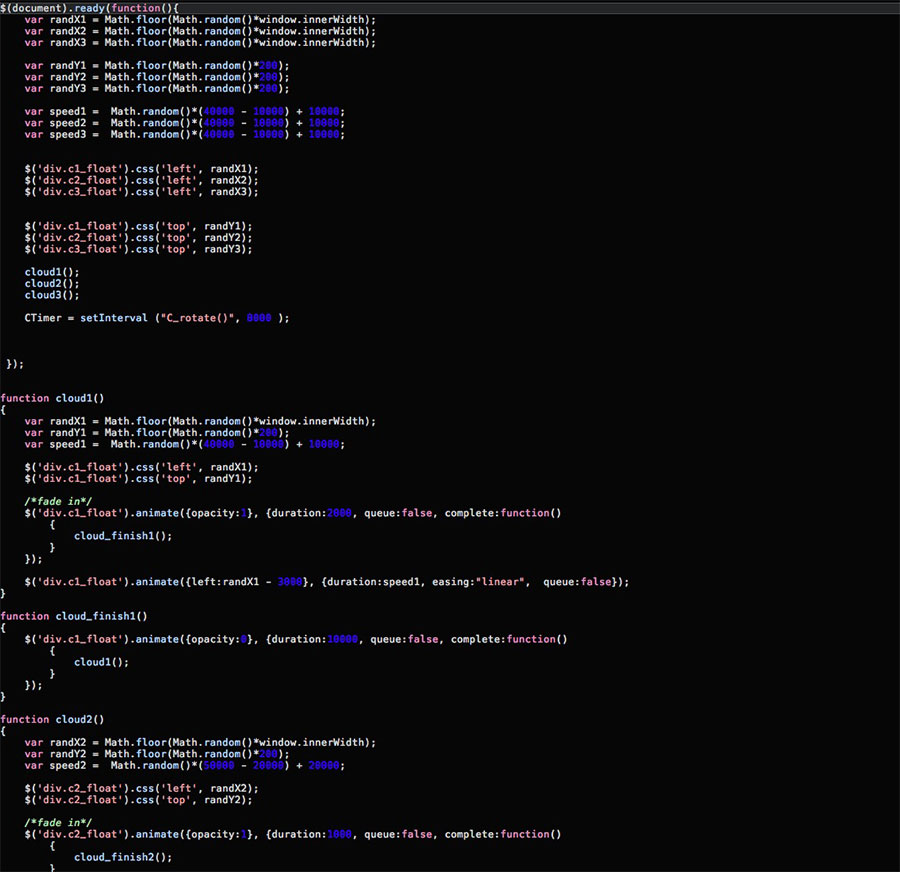 $(document).ready(function(){
    var randX1 = Math.floor(Math.random()*window.innerWidth);
    var randX2 = Math.floor(Math.random()*window.innerWidth);
    var randX3 = Math.floor(Math.random()*window.innerWidth);

    var randY1 = Math.floor(Math.random()*200);
    var randY2 = Math.floor(Math.random()*200);
    var randY3 = Math.floor(Math.random()*200);

    var speed1 =  Math.random()*(40000 - 10000) + 10000;
    var speed2 =  Math.random()*(40000 - 10000) + 10000;
    var speed3 =  Math.random()*(40000 - 10000) + 10000;


    $('div.c1_float').css('left', randX1);
    $('div.c2_float').css('left', randX2);
    $('div.c3_float').css('left', randX3);


    $('div.c1_float').css('top', randY1);
    $('div.c2_float').css('top', randY2);
    $('div.c3_float').css('top', randY3);

    cloud1();
    cloud2();
    cloud3();

    CTimer = setInterval ("C_rotate()", 8000 );



 });


function cloud1()
{
    var randX1 = Math.floor(Math.random()*window.innerWidth);
    var randY1 = Math.floor(Math.random()*200);
    var speed1 =  Math.random()*(40000 - 10000) + 10000;

    $('div.c1_float').css('left', randX1);
    $('div.c1_float').css('top', randY1);

    /*fade in*/
    $('div.c1_float').animate({opacity:1}, {duration:2000, queue:false, complete:function()
        {
            cloud_finish1();
        }
    });

    $('div.c1_float').animate({left:randX1 - 3000}, {duration:speed1, easing:"linear",  queue:false});
}

function cloud_finish1()
{
    $('div.c1_float').animate({opacity:0}, {duration:10000, queue:false, complete:function()
        {
            cloud1();
        }
    });
}

function cloud2()
{
    var randX2 = Math.floor(Math.random()*window.innerWidth);
    var randY2 = Math.floor(Math.random()*200);
    var speed2 =  Math.random()*(50000 - 20000) + 20000;

    $('div.c2_float').css('left', randX2);
    $('div.c2_float').css('top', randY2);

    /*fade in*/
    $('div.c2_float').animate({opacity:1}, {duration:1000, queue:false, complete:function()
        {
            cloud_finish2();
        }